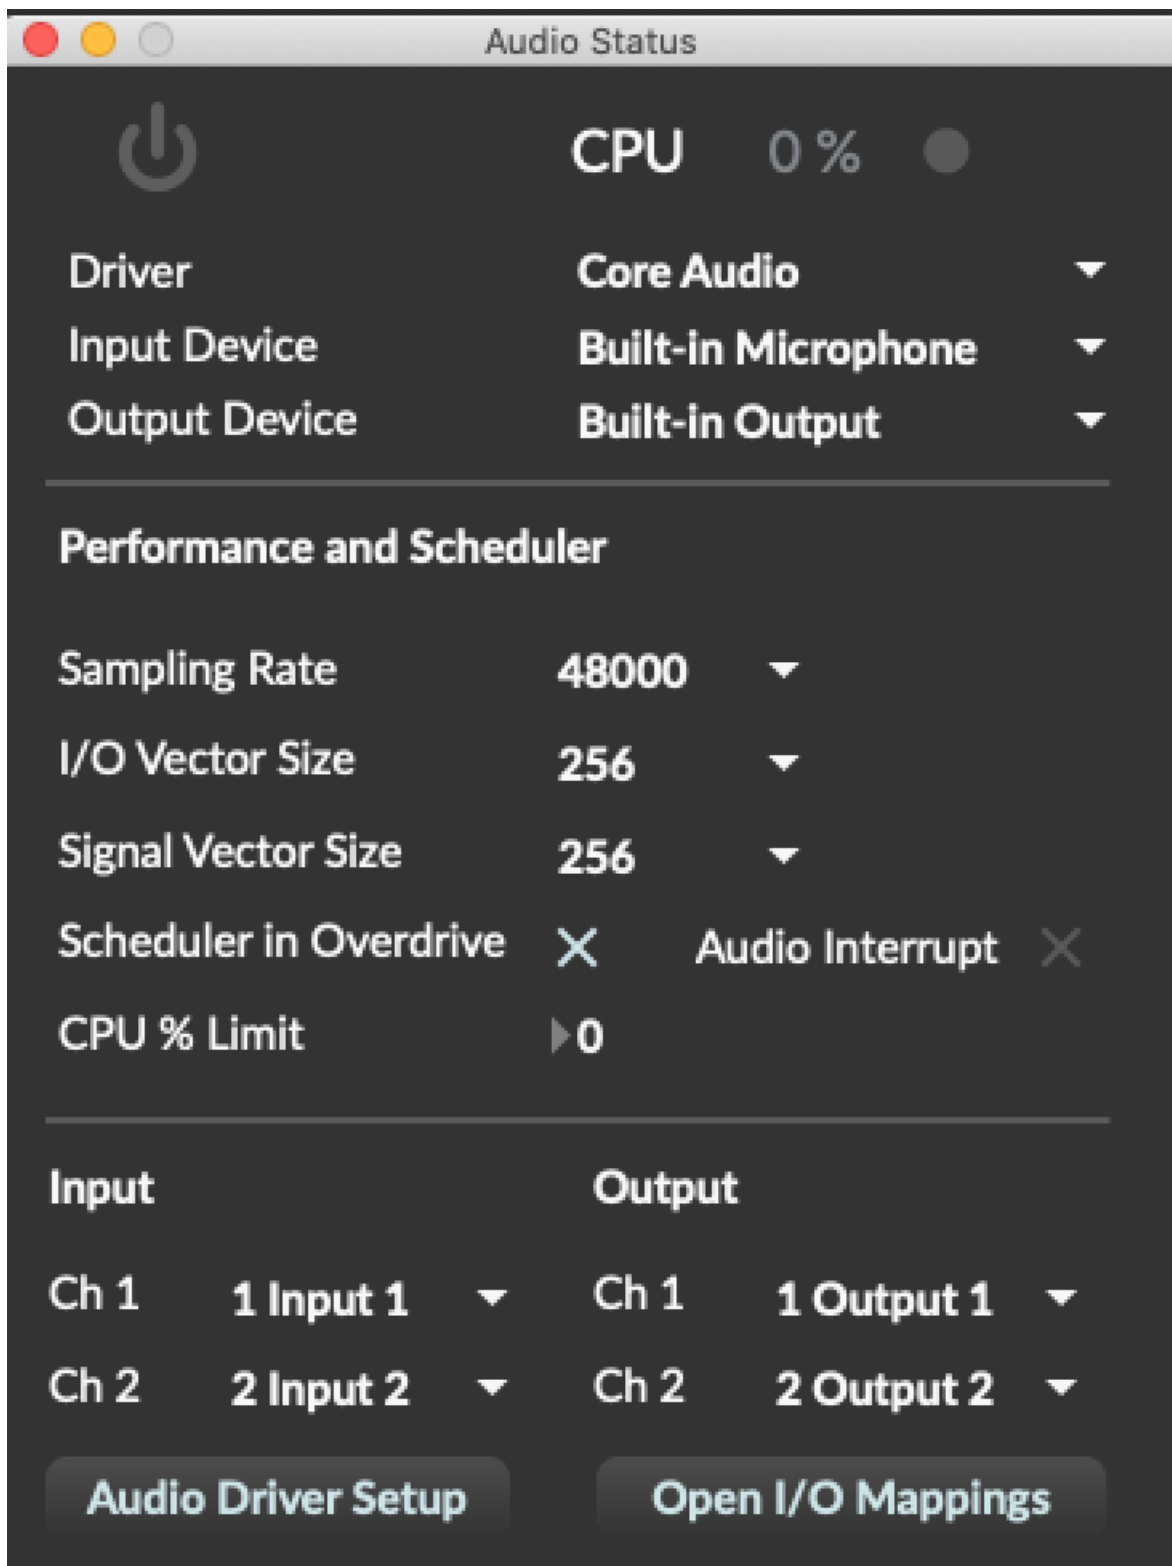 Audio Status
CPU 0 %
Driver Core Audio
Input Device Built-in Microphone
Output Device Built-in Output
Performance and Scheduler
Sampling Rate 48000
I/O Vector Size 256
Signal Vector Size 256
Scheduler in Overdrive Audio Interrupt
CPU % Limit 0
Input Output
Ch 1 1 Input 1 Ch 1 1 Output 1
Ch 2 2 Input 2 Ch 2 2 Output 2
Audio Driver Setup Open I/O Mappings